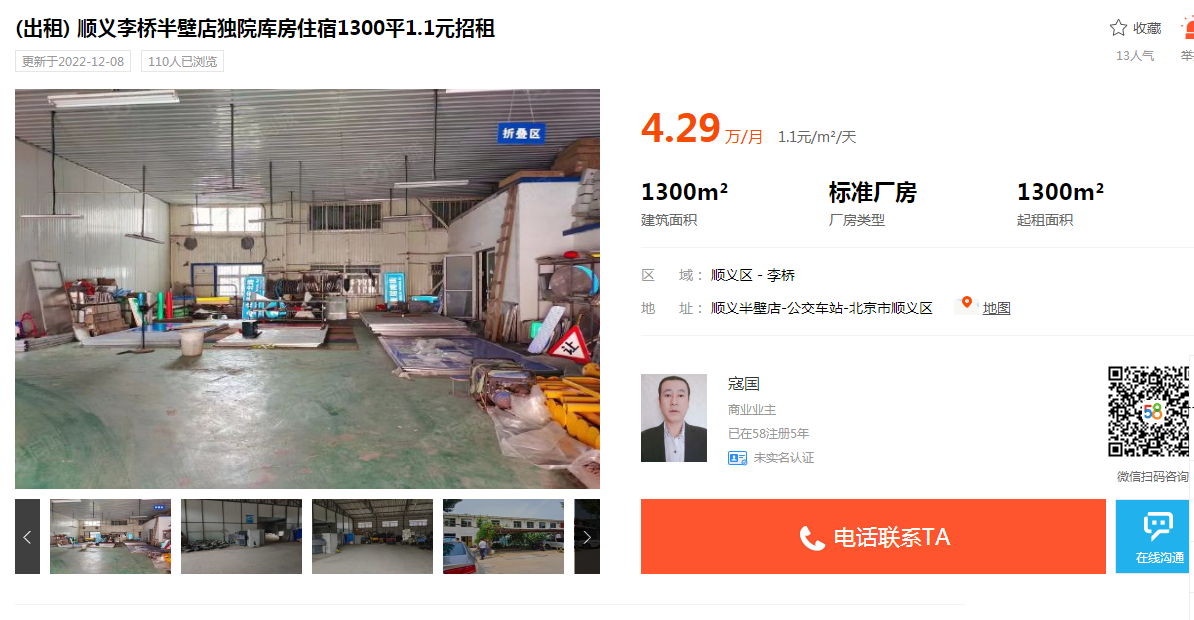 (出租) 顺义李桥半壁店独院库房住宿1300平1.1元招租
收藏
更新于2022-12-08 110人已浏览
13人气
折叠区
4.29 万/月 1.1元/m²/天
1300m² 标准厂房 1300m²
建筑面积 厂房类型 起租面积
区 域： 顺义区 - 李桥
地 址： 顺义半壁店-公交车站-北京市顺义区 地图
让
寇国
商业业主
已在58注册5年
未实名认证
58
微信扫码咨询
电话联系TA
在线沟通